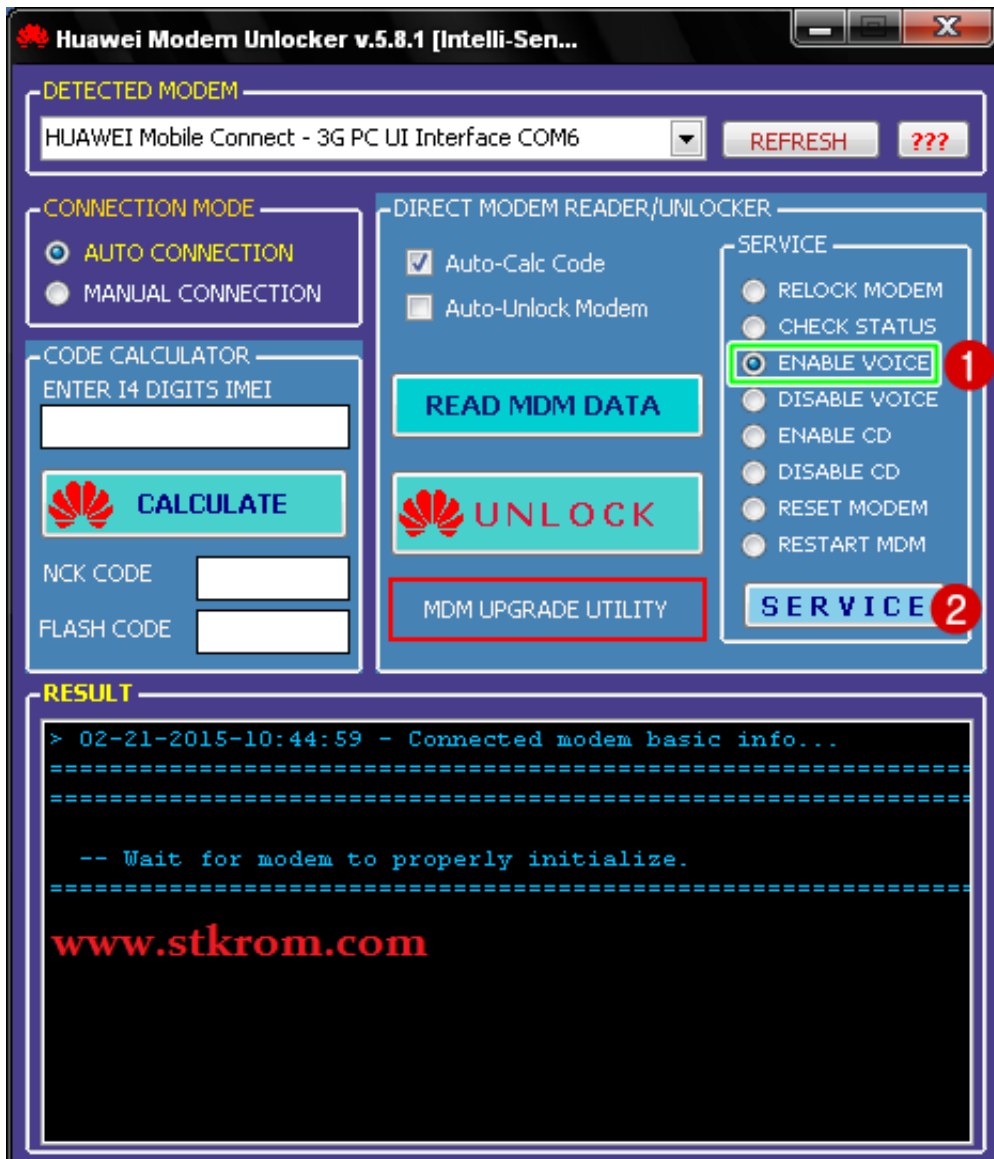 Huawei Modem Unlocker v.5.8.1 [Intelli-Sen...
DETECTED MODEM
HUAWEI Mobile Connect - 3G PC UI Interface COM6
REFRESH
???
CONNECTION MODE
AUTO CONNECTION
MANUAL CONNECTION
CODE CALCULATOR
ENTER I4 DIGITS IMEI
CALCULATE
NCK CODE
FLASH CODE
DIRECT MODEM READER/UNLOCKER
Auto-Calc Code
Auto-Unlock Modem
READ MDM DATA
UNLOCK
MDM UPGRADE UTILITY
SERVICE
RELOCK MODEM
CHECK STATUS
ENABLE VOICE
1
DISABLE VOICE
ENABLE CD
DISABLE CD
RESET MODEM
RESTART MDM
SERVICE
2
RESULT
> 02-21-2015-10:44:59 - Connected modem basic info...
==============================================================
==============================================================
-- Wait for modem to properly initialize.
==============================================================
www.stkrom.com